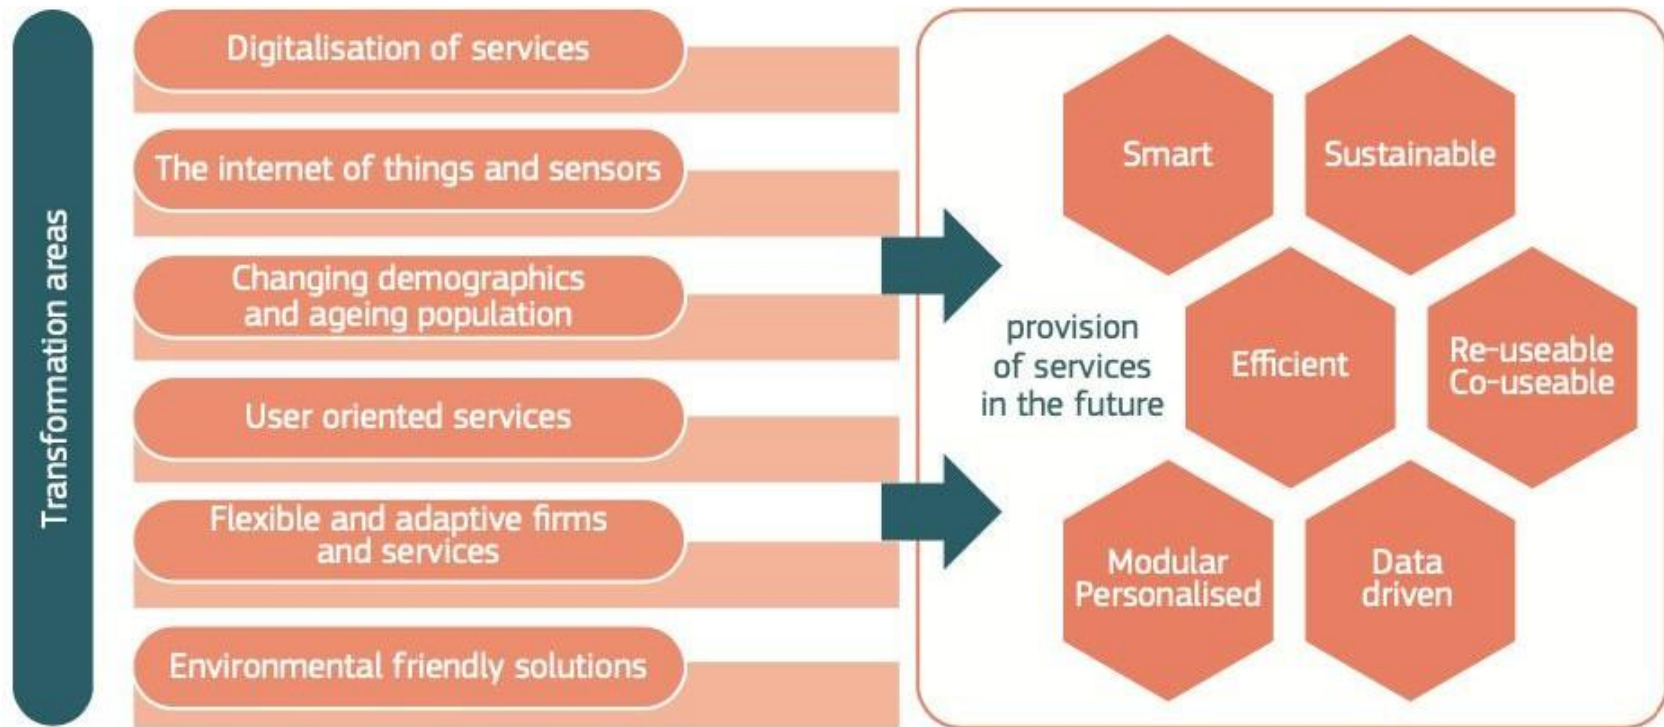 Transformation areas
Digitalisation of services
The internet of things and sensors
Changing demographics
and ageing population
User oriented services
Flexible and adaptive firms
and services
Environmental friendly solutions
provision
of services
in the future
Smart
Sustainable
Efficient
Re-useable
Co-useable
Modular
Personalised
Data
driven